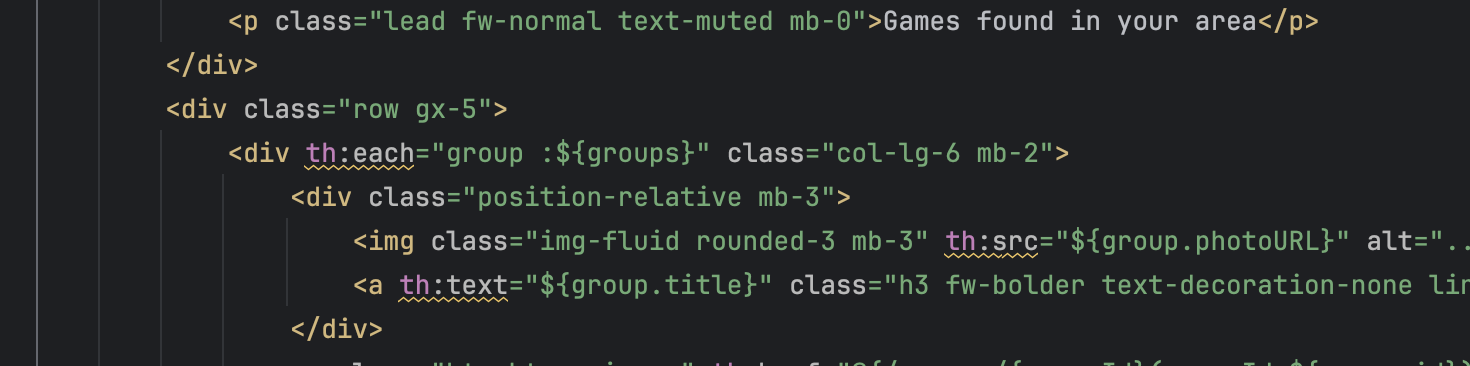 <p class="lead fw-normal text-muted mb-0">Games found in your area</p>
</div>
<div class="row gx-5">
<div th:each="group :${groups}" class="col-lg-6 mb-2">
<div class="position-relative mb-3">
<img class="img-fluid rounded-3 mb-3" th:src="${group.photoURL}" alt="..
<a th:text="${group.title}" class="h3 fw-bolder text-decoration-none lin
</div>